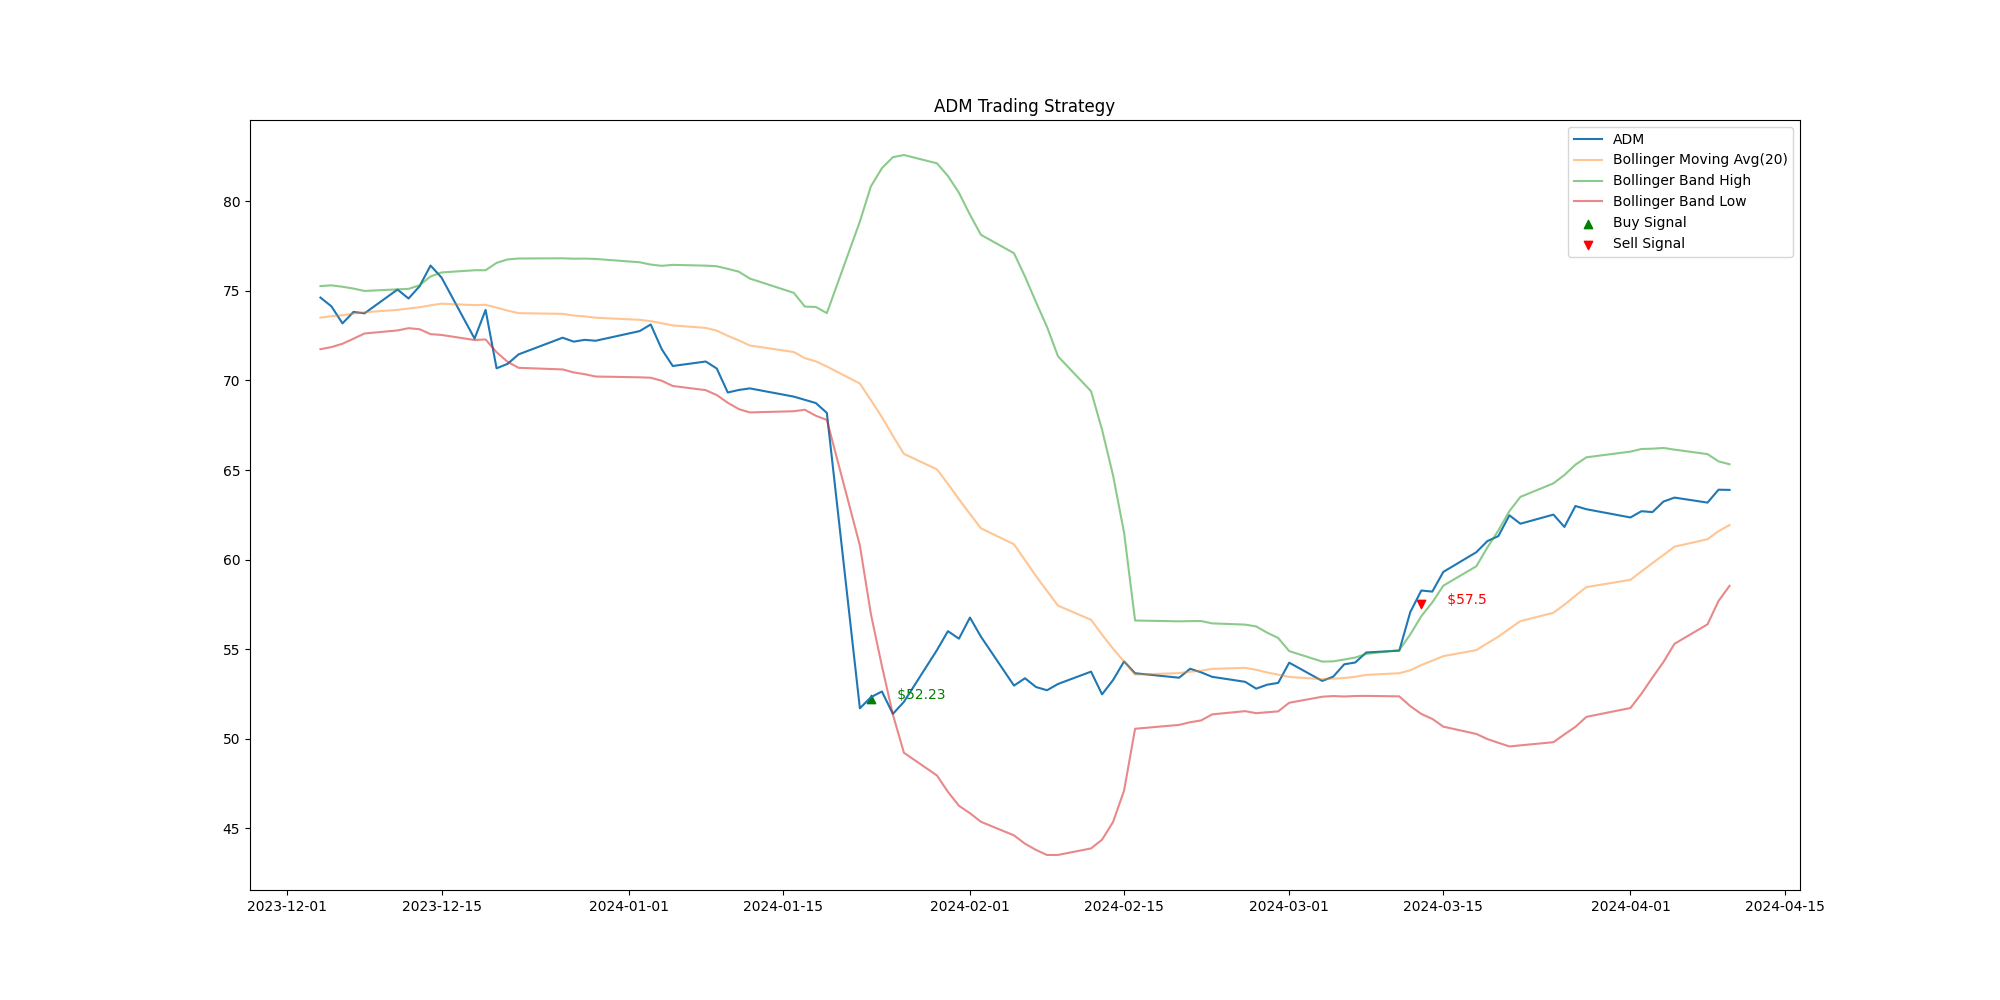 ADM Trading Strategy
ADM
Bollinger Moving Avg(20)
Bollinger Band High
Bollinger Band Low
Buy Signal
Sell Signal
80
75
70
65
60
55
50
45
$57.5
$52.23
2023-12-01 2023-12-15 2024-01-01 2024-01-15 2024-02-01 2024-02-15 2024-03-01 2024-03-15 2024-04-01 2024-04-15